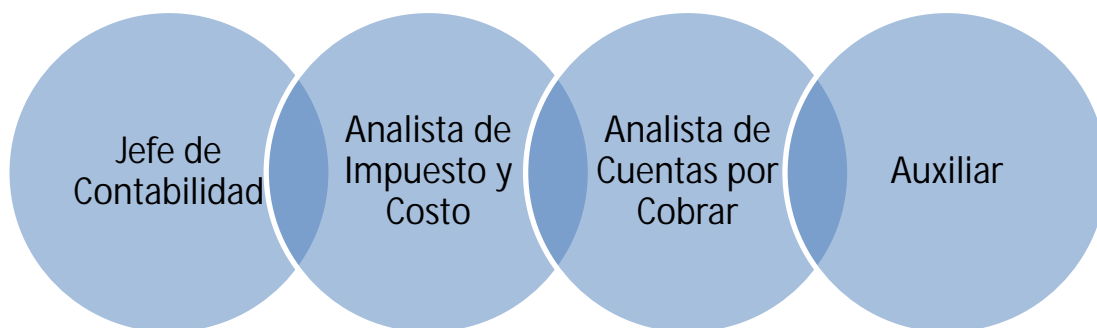 Jefe de
Contabilidad
Analista de
Impuesto y
Costo
Analista de
Cuentas por
Cobrar
Auxiliar